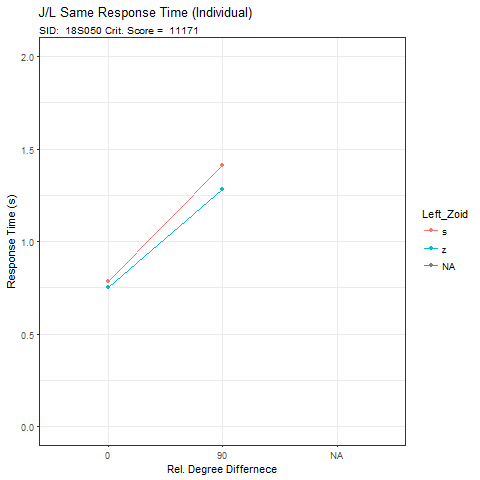 J/L Same Response Time (Individual)
SID:  18S050 Crit. Score =  11171
2.0
1.5
1.0
0.5
0.0
Response Time (s)
0 90 NA
Rel. Degree Differnece
Left_Zoid
s
z
NA